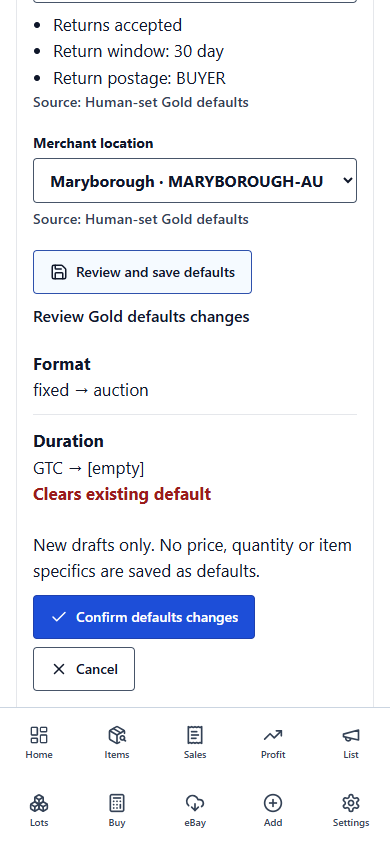 Returns accepted
Return window: 30 day
Return postage: BUYER
Source: Human-set Gold defaults
Merchant location
Maryborough · MARYBOROUGH-AU
Source: Human-set Gold defaults
Review and save defaults
Review Gold defaults changes
Format
fixed → auction
Duration
GTC → [empty]
Clears existing default
New drafts only. No price, quantity or item
specifics are saved as defaults.
Confirm defaults changes
Cancel
Home Items Sales Profit List
Lots Buy eBay Add Settings